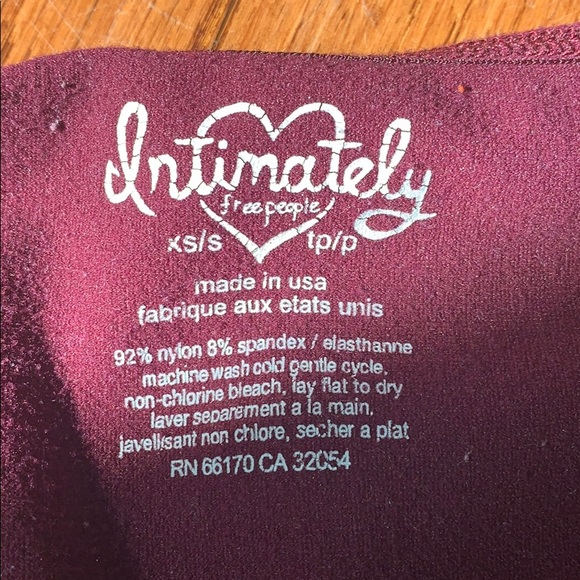 Intimately
free people
xs/s tp/p
made in usa
fabrique aux etats unis
92% nylon 8% spandex / elasthanne
machine wash cold gentle cycle,
non-chlorine bleach, lay flat to dry
laver separement a la main,
javellisant non chlore, secher a plat
RN 66170 CA 32054